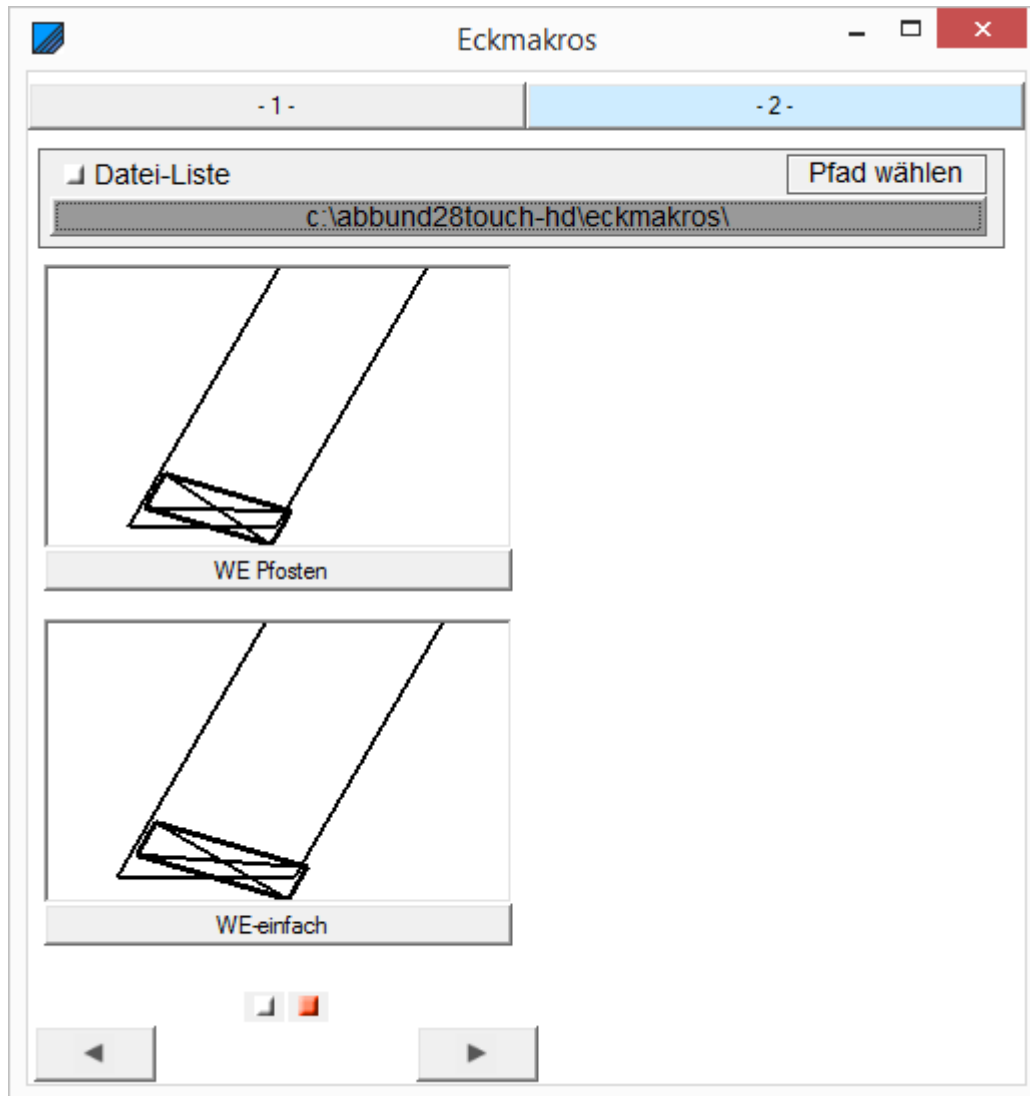 Eckmakros
- 1 -
- 2 -
Datei-Liste
Pfad wählen
c:\abbund28touch-hd\eckmakros\
WE Pfosten
WE-einfach